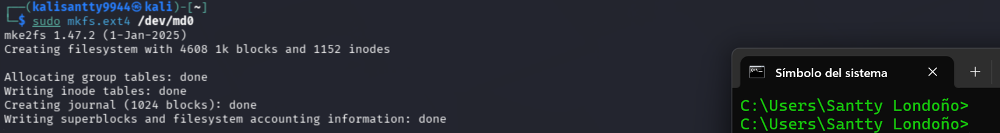 ┌──(kalisantty9944㉿kali)-[~]
└─$ sudo mkfs.ext4 /dev/md0
mke2fs 1.47.2 (1-Jan-2025)
Creating filesystem with 4608 1k blocks and 1152 inodes
Allocating group tables: done
Writing inode tables: done
Creating journal (1024 blocks): done
Writing superblocks and filesystem accounting information: done
Símbolo del sistema
C:\Users\Santty Londoño>
C:\Users\Santty Londoño>